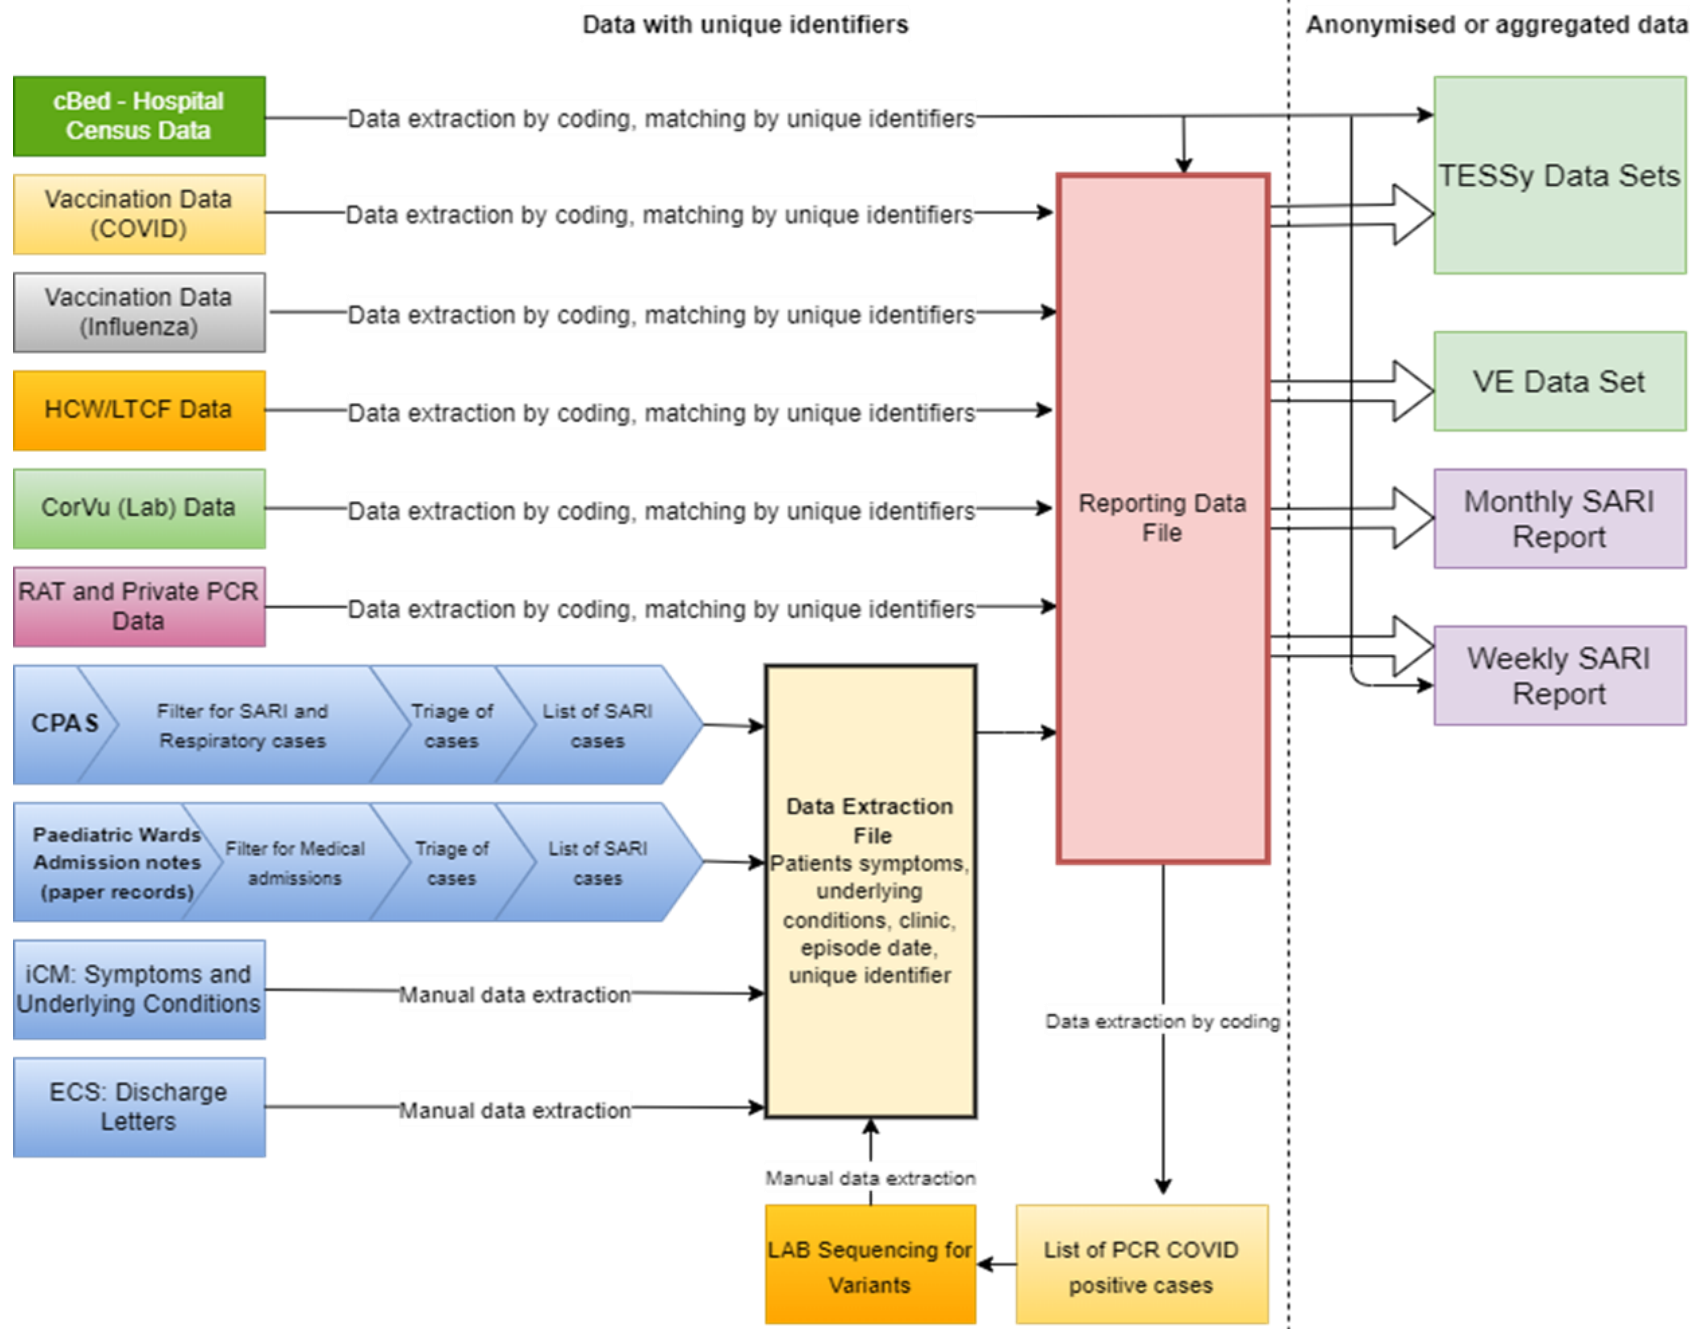 Data with unique identifiers
Anonymised or aggregated data
cBed - Hospital
Census Data
Data extraction by coding, matching by unique identifiers
TESSy Data Sets
Vaccination Data
(COVID)
Data extraction by coding, matching by unique identifiers
Vaccination Data
(Influenza)
Data extraction by coding, matching by unique identifiers
VE Data Set
HCW/LTCF Data
Data extraction by coding, matching by unique identifiers
CorVu (Lab) Data
Data extraction by coding, matching by unique identifiers
Reporting Data
File
Monthly SARI
Report
RAT and Private PCR
Data
Data extraction by coding, matching by unique identifiers
Weekly SARI
Report
CPAS
Filter for SARI and
Respiratory cases
Triage of
cases
List of SARI
cases
Paediatric Wards
Admission notes
(paper records)
Filter for Medical
admissions
Triage of
cases
List of SARI
cases
Data Extraction
File
Patients symptoms,
underlying
conditions, clinic,
episode date,
unique identifier
iCM: Symptoms and
Underlying Conditions
Manual data extraction
Data extraction by coding
ECS: Discharge
Letters
Manual data extraction
Manual data extraction
LAB Sequencing for
Variants
List of PCR COVID
positive cases